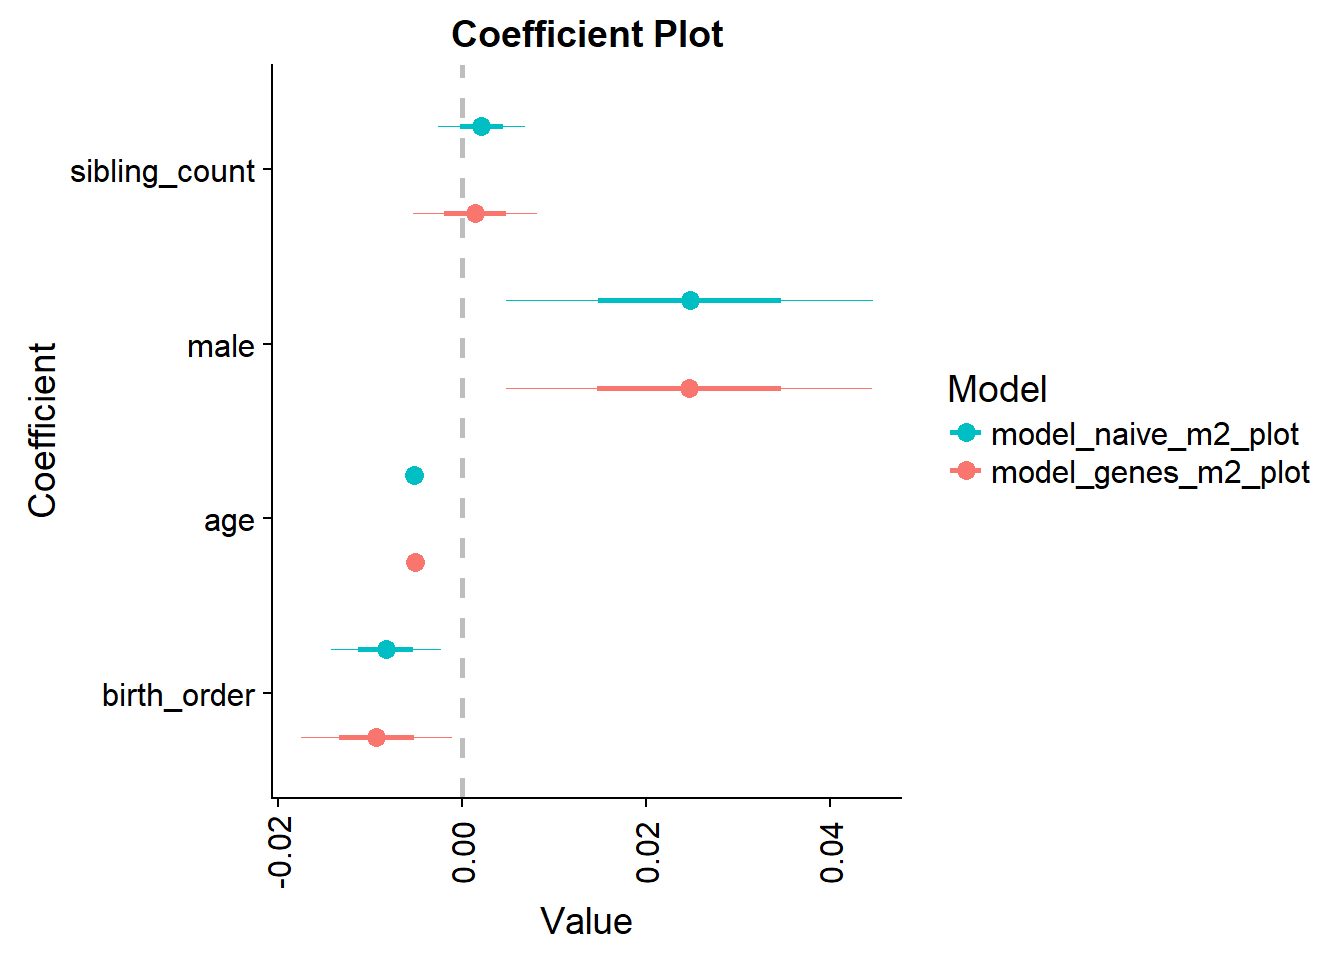 Coefficient Plot
sibling_count
male
age
birth_order
Coefficient
-0.02
0.00
0.02
0.04
Value
Model
model_naive_m2_plot
model_genes_m2_plot